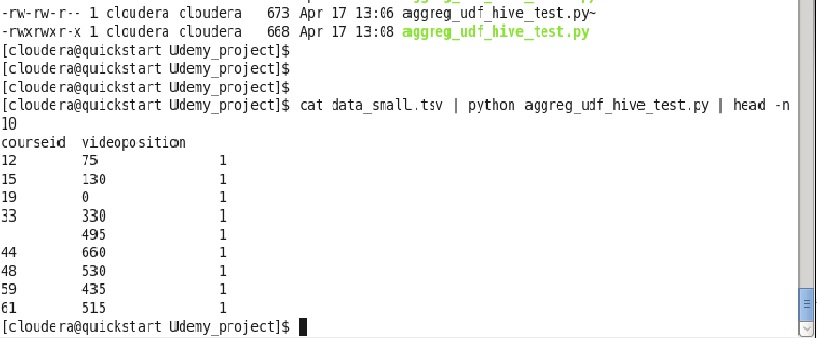 -rw-rw-r-- 1 cloudera cloudera   673 Apr 17 13:06 aggreg_udf_hive_test.py~
-rwxrwxr-x 1 cloudera cloudera   668 Apr 17 13:08 aggreg_udf_hive_test.py
[cloudera@quickstart Udemy_project]$
[cloudera@quickstart Udemy_project]$
[cloudera@quickstart Udemy_project]$
[cloudera@quickstart Udemy_project]$ cat data_small.tsv | python aggreg_udf_hive_test.py | head -n
10
courseid  videoposition
12        75               1
15        130              1
19        0                1
33        330              1
          495              1
44        660              1
48        530              1
59        435              1
61        515              1
[cloudera@quickstart Udemy_project]$